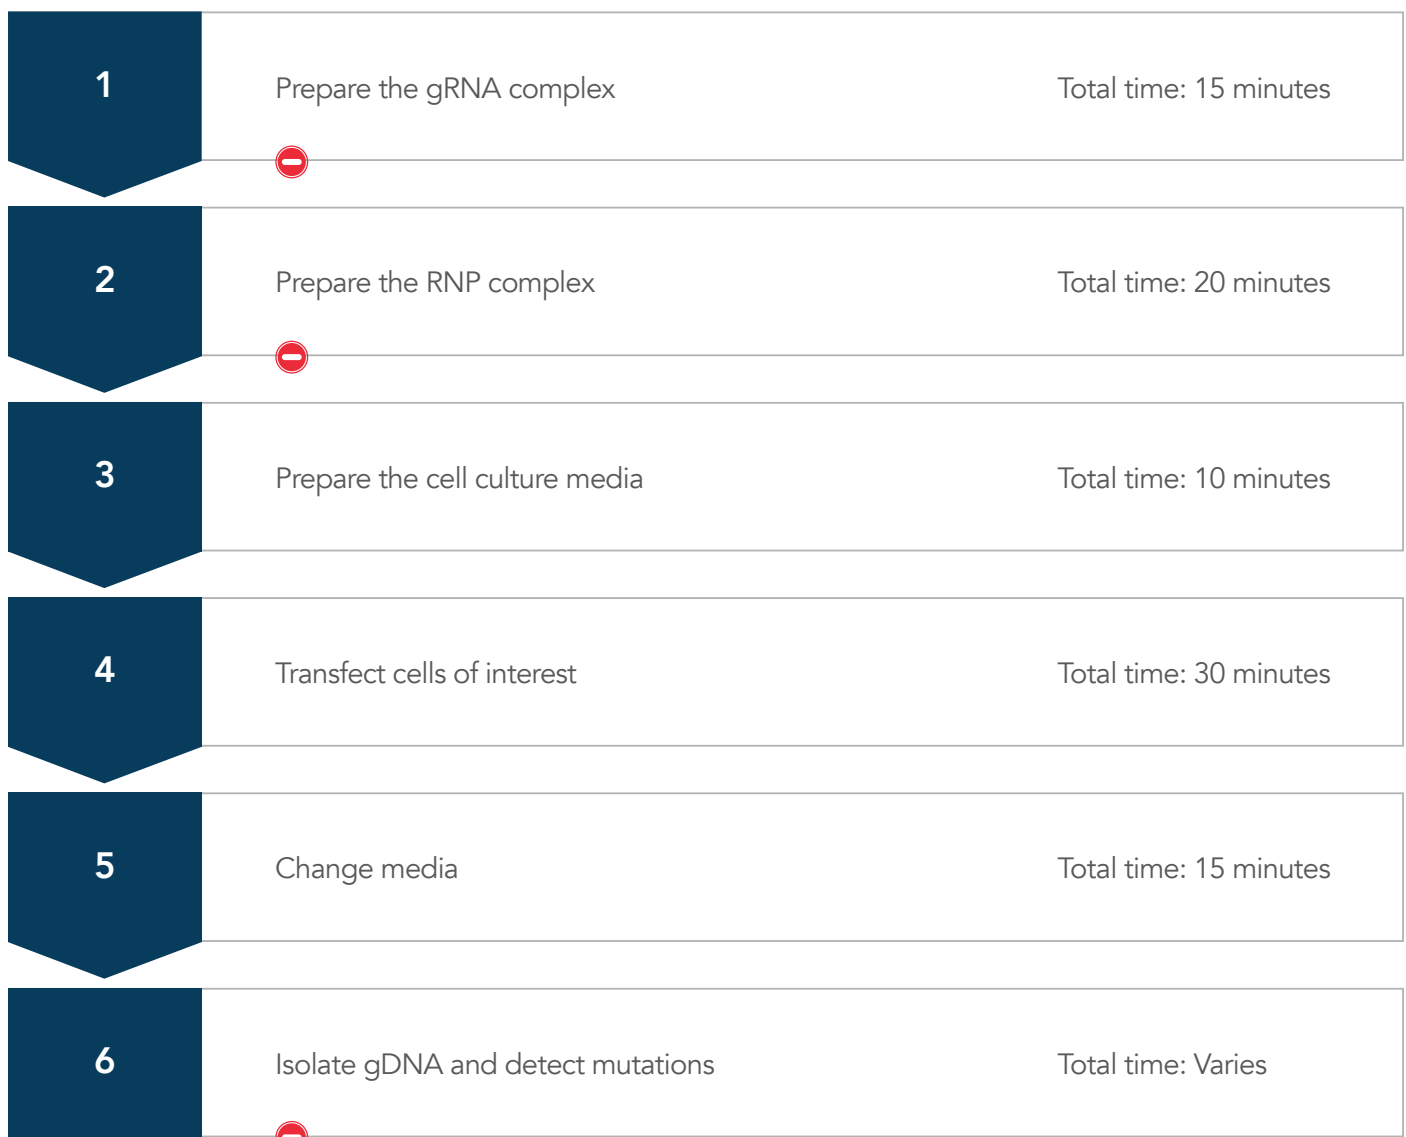 1
Prepare the gRNA complex Total time: 15 minutes
2
Prepare the RNP complex Total time: 20 minutes
3
Prepare the cell culture media Total time: 10 minutes
4
Transfect cells of interest Total time: 30 minutes
5
Change media Total time: 15 minutes
6
Isolate gDNA and detect mutations Total time: Varies